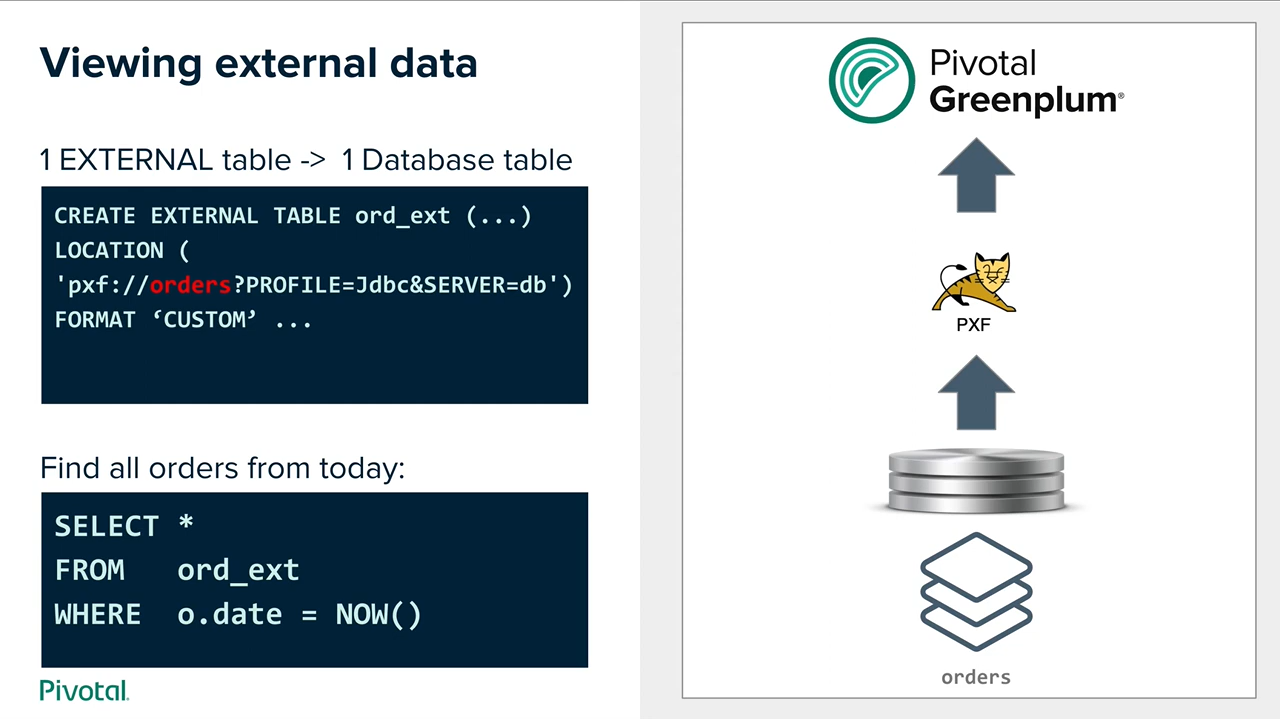 Viewing external data
1 EXTERNAL table -> 1 Database table
CREATE EXTERNAL TABLE ord_ext (...)
LOCATION (
'pxf://orders?PROFILE=Jdbc&SERVER=db')
FORMAT ‘CUSTOM’ ...
Find all orders from today:
SELECT *
FROM ord_ext
WHERE o.date = NOW()
Pivotal.
Pivotal
Greenplum®
PXF
orders